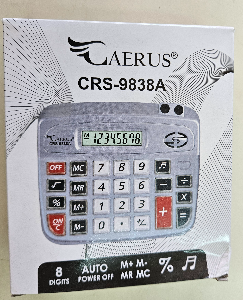 CAERUS®
CRS-9838A
CAERUS
12345678
OFF MC 7 8 9
√ MR 4 5 6 - ÷
% M- 1 2 3 ×
ON/C M+ 0 . + =
8 DIGITS
AUTO POWER OFF
M+ M-
MR MC
%